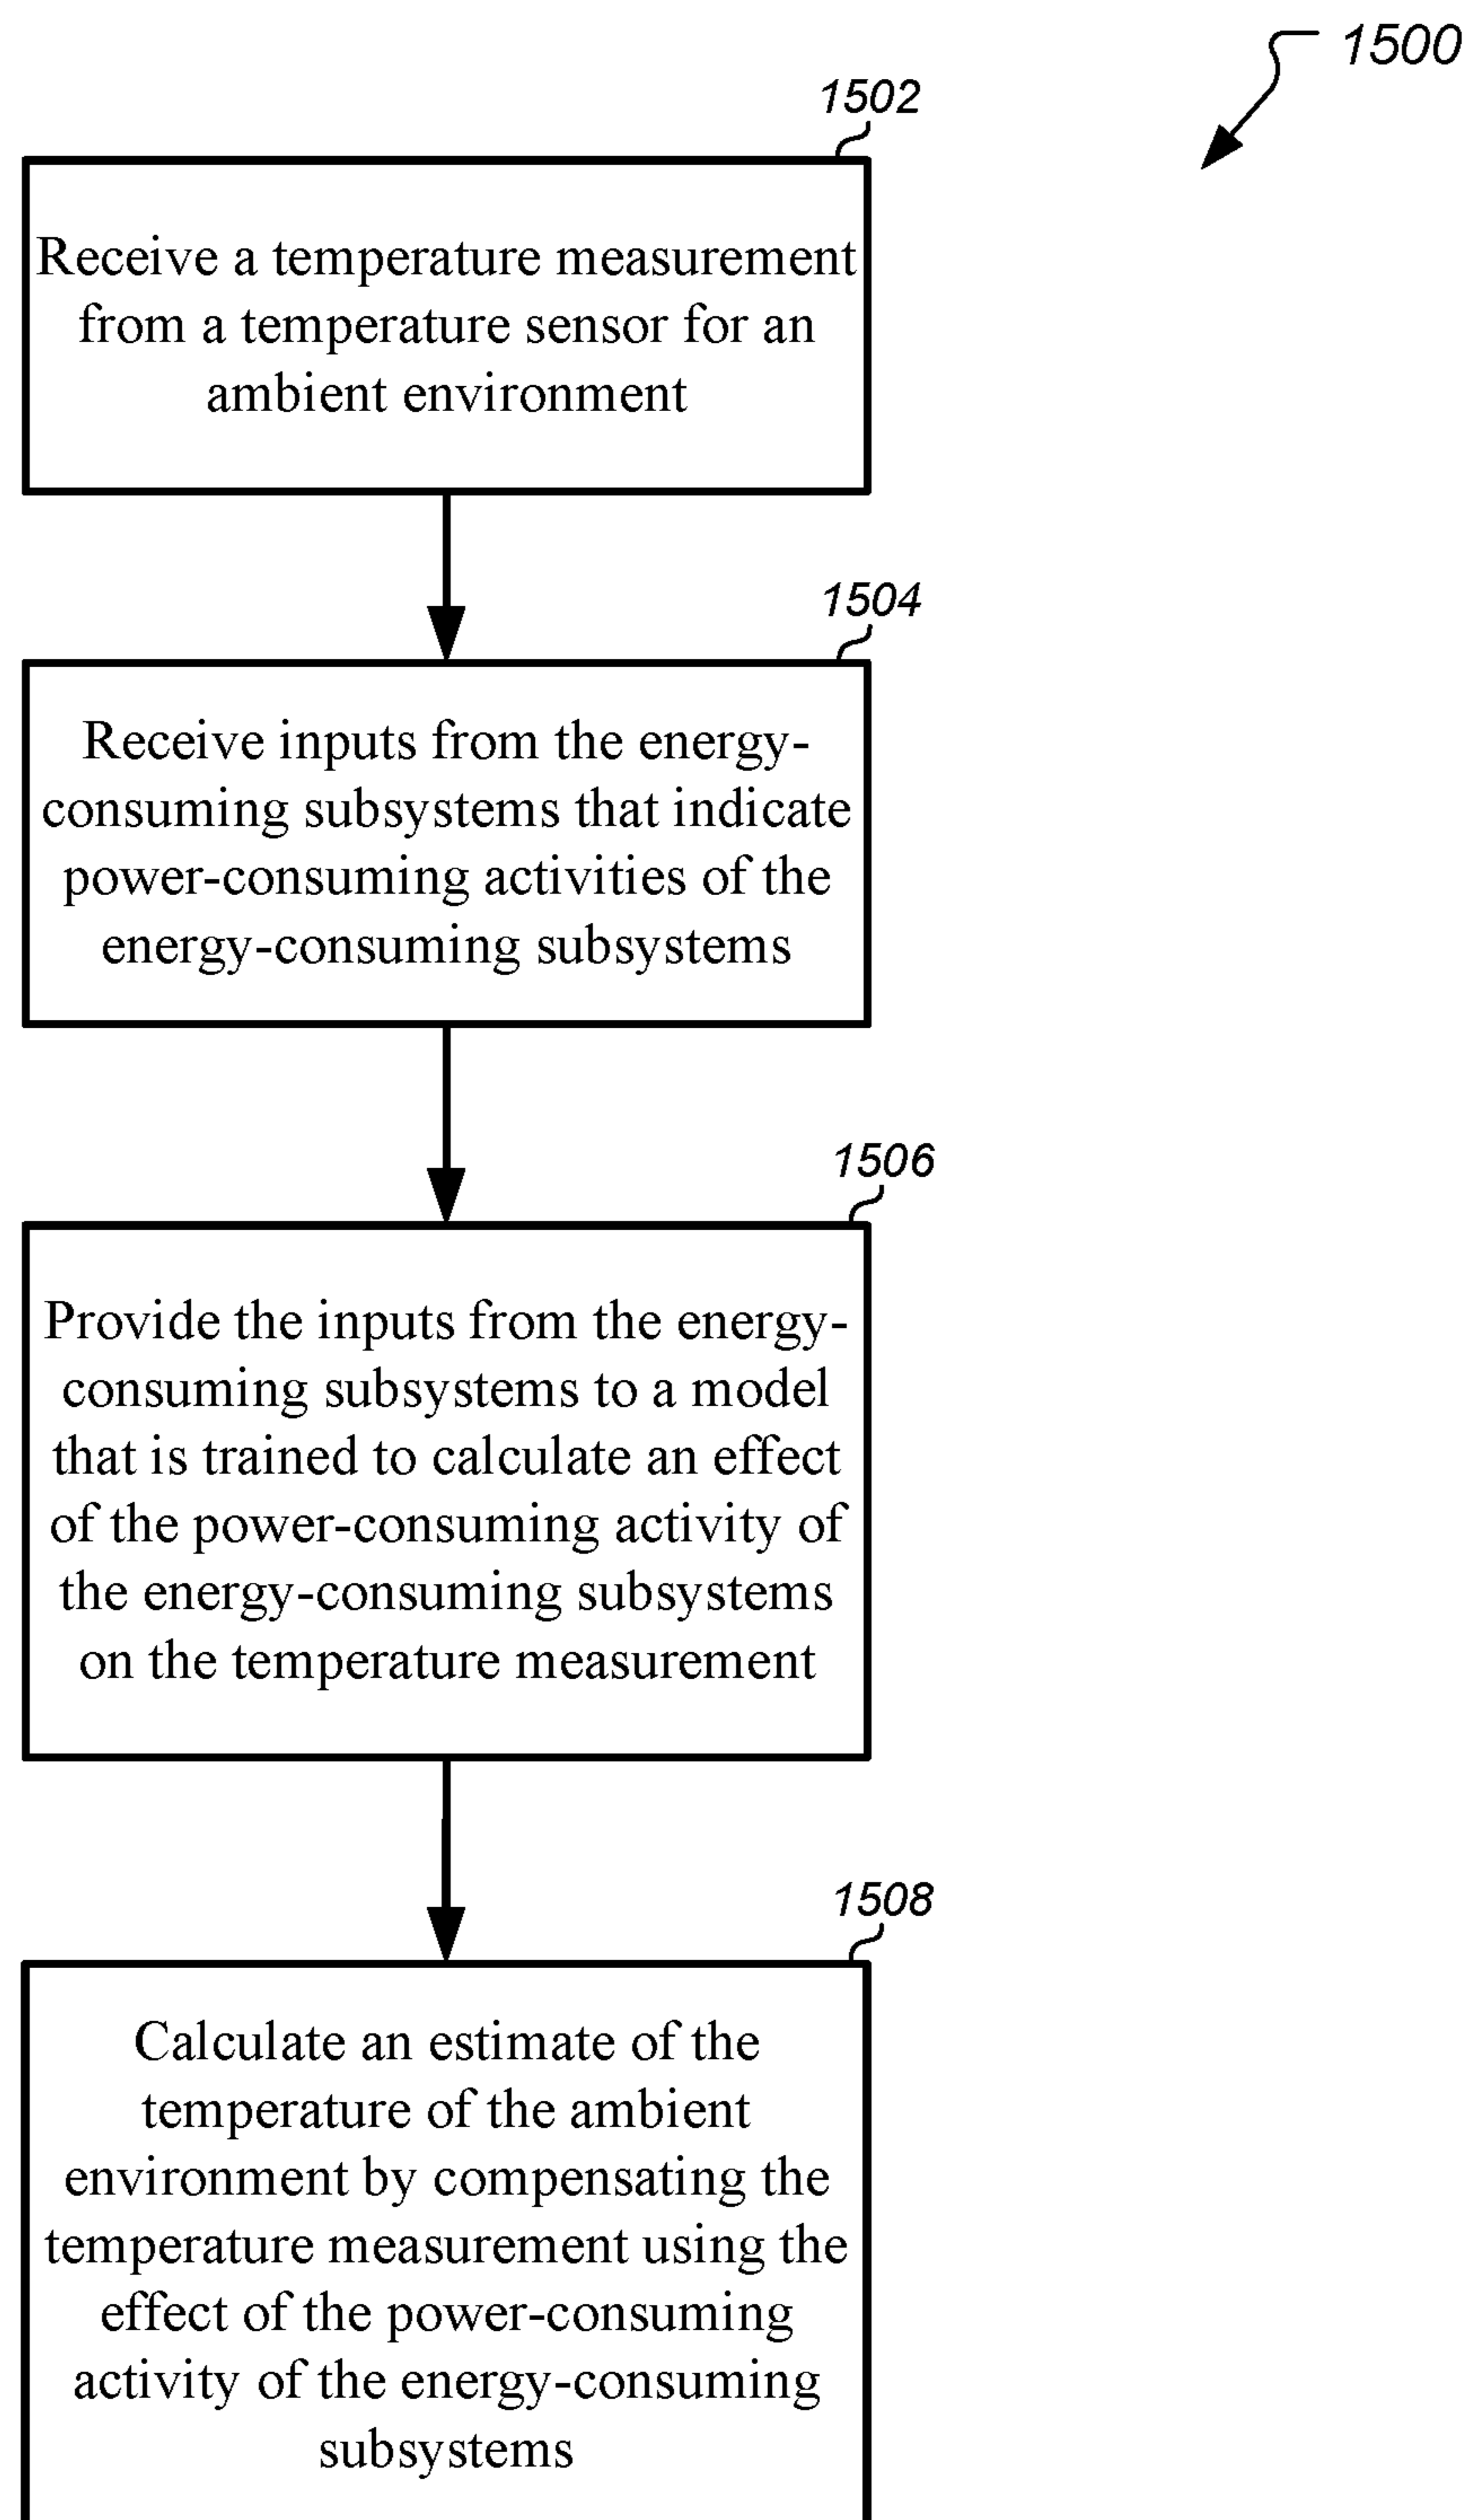 1500
1502
Receive a temperature measurement
from a temperature sensor for an
ambient environment
1504
Receive inputs from the energy-
consuming subsystems that indicate
power-consuming activities of the
energy-consuming subsystems
1506
Provide the inputs from the energy-
consuming subsystems to a model
that is trained to calculate an effect
of the power-consuming activity of
the energy-consuming subsystems
on the temperature measurement
1508
Calculate an estimate of the
temperature of the ambient
environment by compensating the
temperature measurement using the
effect of the power-consuming
activity of the energy-consuming
subsystems